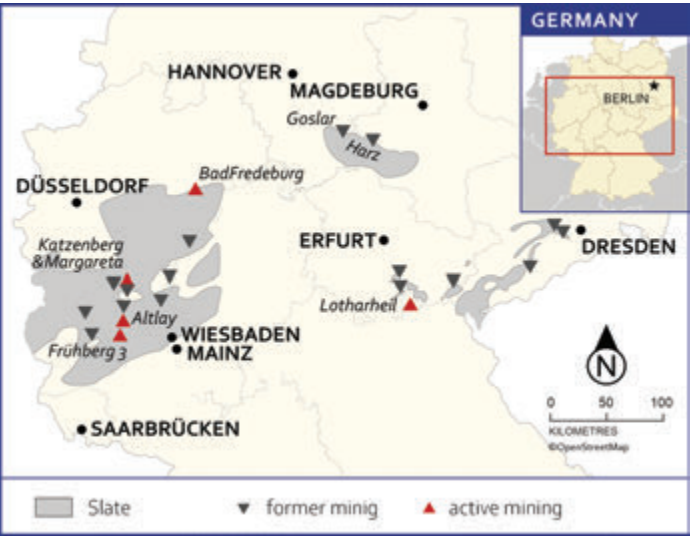 GERMANY
BERLIN
HANNOVER
MAGDEBURG
Goslar
Harz
BadFredeburg
DÜSSELDORF
Katzenberg
&Margareta
ERFURT
DRESDEN
Lotharheil
Altlay
Frühberg 3
WIESBADEN
MAINZ
SAARBRÜCKEN
N
0 50 100
KILOMETRES
©OpenStreetMap
Slate former minig active mining